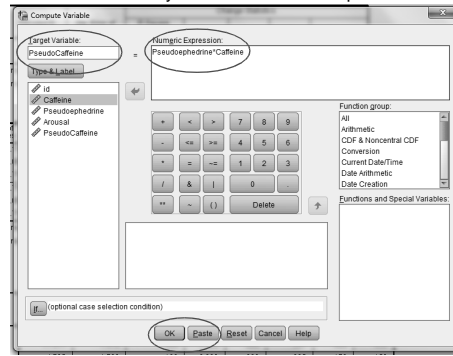 Compute Variable
Target Variable:
PseudoCaffeine
=
Numeric Expression:
Pseudoephedrine*Caffeine
Type & Label...
id
Caffeine
Pseudoephedrine
Arousal
PseudoCaffeine
+ < > 7 8 9
- <= >= 4 5 6
* = ~= 1 2 3
/ & | 0 .
** ~ () Delete
Function group:
All
Arithmetic
CDF & Noncentral CDF
Conversion
Current Date/Time
Date Arithmetic
Date Creation
Functions and Special Variables:
If... (optional case selection condition)
OK Paste Reset Cancel Help